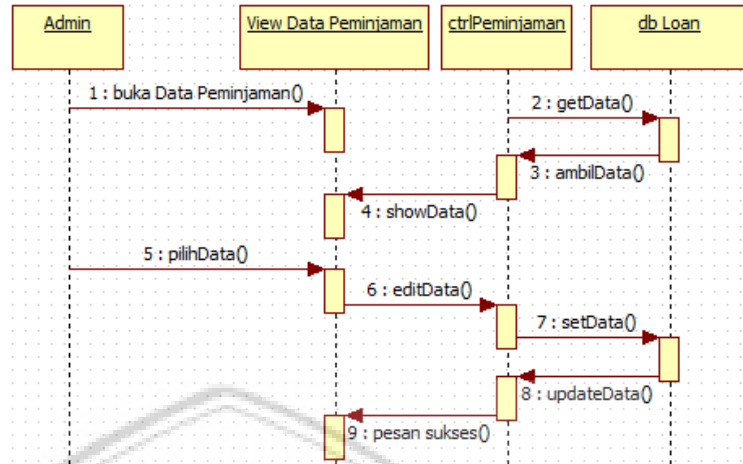 Admin
View Data Peminjaman
ctrlPeminjaman
db Loan
1 : buka Data Peminjaman()
2 : getData()
3 : ambilData()
4 : showData()
5 : pilihData()
6 : editData()
7 : setData()
8 : updateData()
9 : pesan sukses()